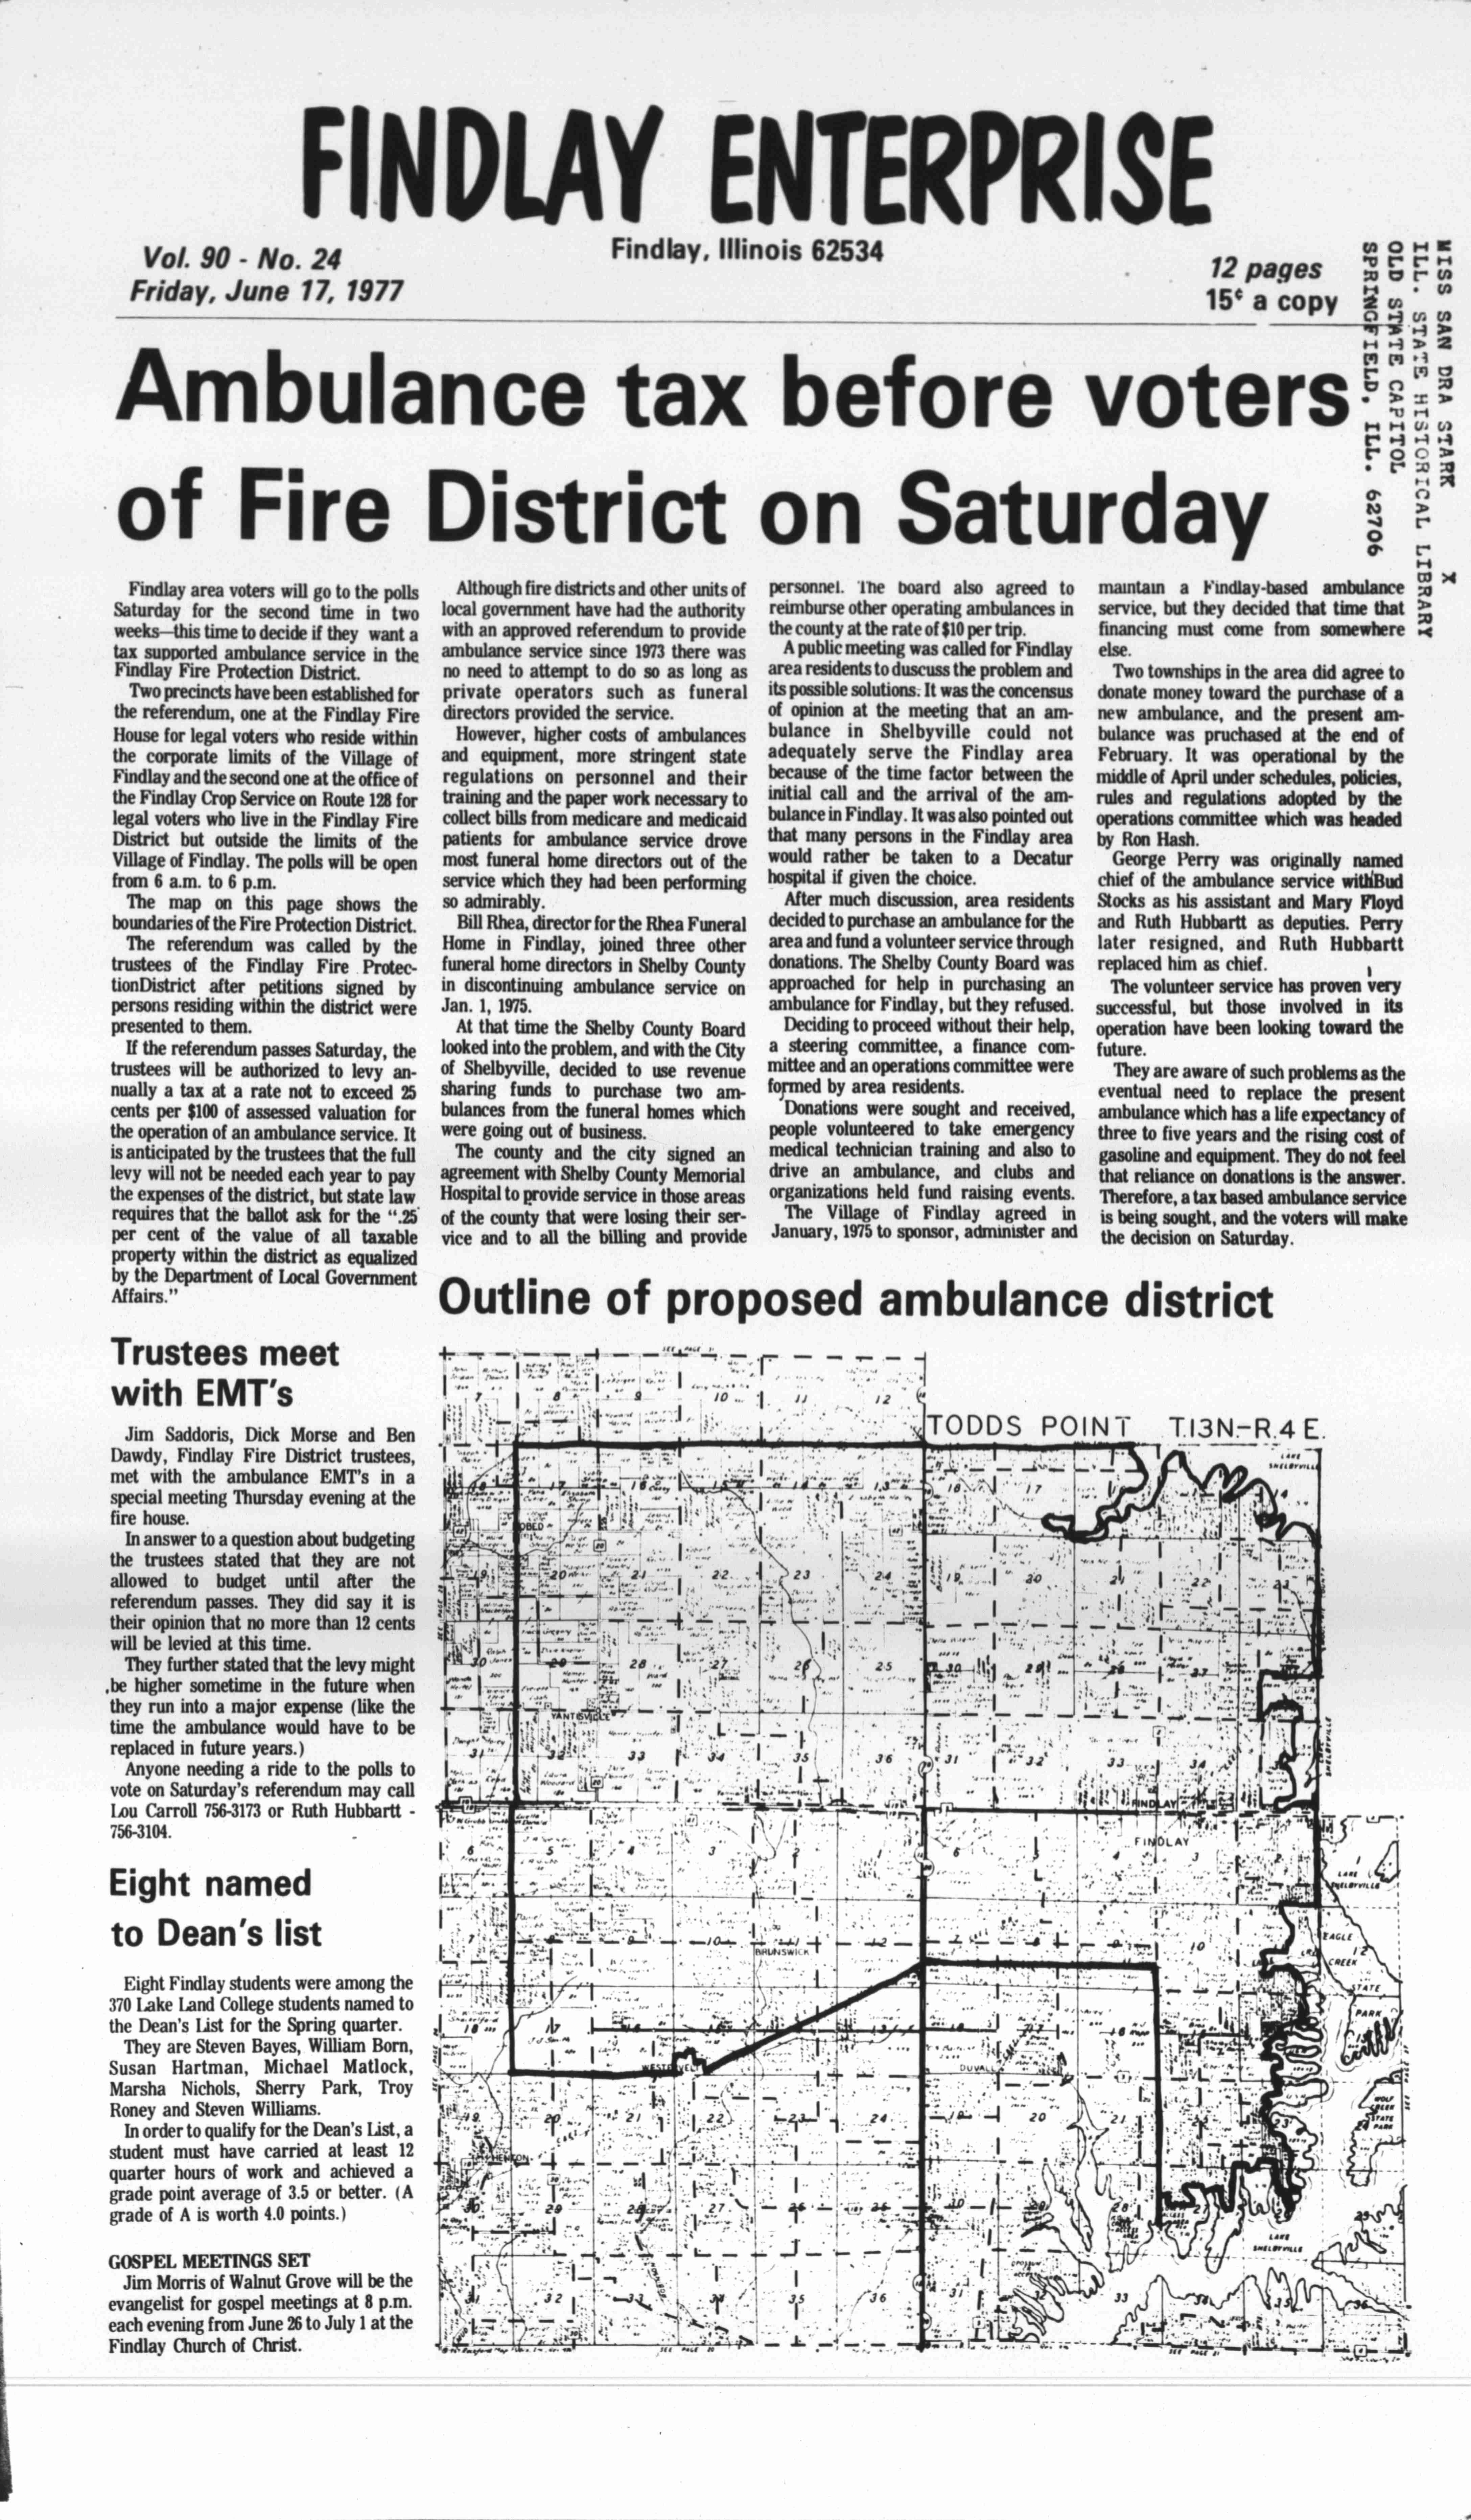 FINDLAY ENTERPRISE
Vol. 90 - No. 24
Friday, June 17, 1977
Findlay, Illinois 62534
12 pages
15¢ a copy
MISS SAN DRA STARK X
ILL. STATE HISTORICAL LIBRARY
OLD STATE CAPITOL
SPRINGFIELD, ILL. 62706
Ambulance tax before voters
of Fire District on Saturday
Findlay area voters will go to the polls
Saturday for the second time in two
weeks—this time to decide if they want a
tax supported ambulance service in the
Findlay Fire Protection District.
Two precincts have been established for
the referendum, one at the Findlay Fire
House for legal voters who reside within
the corporate limits of the Village of
Findlay and the second one at the office of
the Findlay Crop Service on Route 128 for
legal voters who live in the Findlay Fire
District but outside the limits of the
Village of Findlay. The polls will be open
from 6 a.m. to 6 p.m.
The map on this page shows the
boundaries of the Fire Protection District.
The referendum was called by the
trustees of the Findlay Fire Protec-
tionDistrict after petitions signed by
persons residing within the district were
presented to them.
If the referendum passes Saturday, the
trustees will be authorized to levy an-
nually a tax at a rate not to exceed 25
cents per $100 of assessed valuation for
the operation of an ambulance service. It
is anticipated by the trustees that the full
levy will not be needed each year to pay
the expenses of the district, but state law
requires that the ballot ask for the ".25
per cent of the value of all taxable
property within the district as equalized
by the Department of Local Government
Affairs."
Although fire districts and other units of
local government have had the authority
with an approved referendum to provide
ambulance service since 1973 there was
no need to attempt to do so as long as
private operators such as funeral
directors provided the service.
However, higher costs of ambulances
and equipment, more stringent state
regulations on personnel and their
training and the paper work necessary to
collect bills from medicare and medicaid
patients for ambulance service drove
most funeral home directors out of the
service which they had been performing
so admirably.
Bill Rhea, director for the Rhea Funeral
Home in Findlay, joined three other
funeral home directors in Shelby County
in discontinuing ambulance service on
Jan. 1, 1975.
At that time the Shelby County Board
looked into the problem, and with the City
of Shelbyville, decided to use revenue
sharing funds to purchase two am-
bulances from the funeral homes which
were going out of business.
The county and the city signed an
agreement with Shelby County Memorial
Hospital to provide service in those areas
of the county that were losing their ser-
vice and to all the billing and provide
personnel. The board also agreed to
reimburse other operating ambulances in
the county at the rate of $10 per trip.
A public meeting was called for Findlay
area residents to duscuss the problem and
its possible solutions. It was the concensus
of opinion at the meeting that an am-
bulance in Shelbyville could not
adequately serve the Findlay area
because of the time factor between the
initial call and the arrival of the am-
bulance in Findlay. It was also pointed out
that many persons in the Findlay area
would rather be taken to a Decatur
hospital if given the choice.
After much discussion, area residents
decided to purchase an ambulance for the
area and fund a volunteer service through
donations. The Shelby County Board was
approached for help in purchasing an
ambulance for Findlay, but they refused.
Deciding to proceed without their help,
a steering committee, a finance com-
mittee and an operations committee were
formed by area residents.
Donations were sought and received,
people volunteered to take emergency
medical technician training and also to
drive an ambulance, and clubs and
organizations held fund raising events.
The Village of Findlay agreed in
January, 1975 to sponsor, administer and
maintain a Findlay-based ambulance
service, but they decided that time that
financing must come from somewhere
else.
Two townships in the area did agree to
donate money toward the purchase of a
new ambulance, and the present am-
bulance was pruchased at the end of
February. It was operational by the
middle of April under schedules, policies,
rules and regulations adopted by the
operations committee which was headed
by Ron Hash.
George Perry was originally named
chief of the ambulance service with Bud
Stocks as his assistant and Mary Floyd
and Ruth Hubbartt as deputies. Perry
later resigned, and Ruth Hubbartt
replaced him as chief.
The volunteer service has proven very
successful, but those involved in its
operation have been looking toward the
future.
They are aware of such problems as the
eventual need to replace the present
ambulance which has a life expectancy of
three to five years and the rising cost of
gasoline and equipment. They do not feel
that reliance on donations is the answer.
Therefore, a tax based ambulance service
is being sought, and the voters will make
the decision on Saturday.
Trustees meet
with EMT's
Jim Saddoris, Dick Morse and Ben
Dawdy, Findlay Fire District trustees,
met with the ambulance EMT's in a
special meeting Thursday evening at the
fire house.
In answer to a question about budgeting
the trustees stated that they are not
allowed to budget until after the
referendum passes. They did say it is
their opinion that no more than 12 cents
will be levied at this time.
They further stated that the levy might
be higher sometime in the future when
they run into a major expense (like the
time the ambulance would have to be
replaced in future years.)
Anyone needing a ride to the polls to
vote on Saturday's referendum may call
Lou Carroll 756-3173 or Ruth Hubbartt -
756-3104.
Eight named
to Dean's list
Eight Findlay students were among the
370 Lake Land College students named to
the Dean's List for the Spring quarter.
They are Steven Bayes, William Born,
Susan Hartman, Michael Matlock,
Marsha Nichols, Sherry Park, Troy
Roney and Steven Williams.
In order to qualify for the Dean's List, a
student must have carried at least 12
quarter hours of work and achieved a
grade point average of 3.5 or better. (A
grade of A is worth 4.0 points.)
GOSPEL MEETINGS SET
Jim Morris of Walnut Grove will be the
evangelist for gospel meetings at 8 p.m.
each evening from June 26 to July 1 at the
Findlay Church of Christ.
Outline of proposed ambulance district
TODDS POINT T.13N.-R.4E.
LAKE
SHELBYVILLE
YANTISVILLE
FINDLAY
FINDLAY
BRUNSWICK
DUVALL
LAKE
SHELBYVILLE
EAGLE
CREEK
STATE
PARK
WOLF
CREEK
STATE
PARK
LAKE
SHELBYVILLE